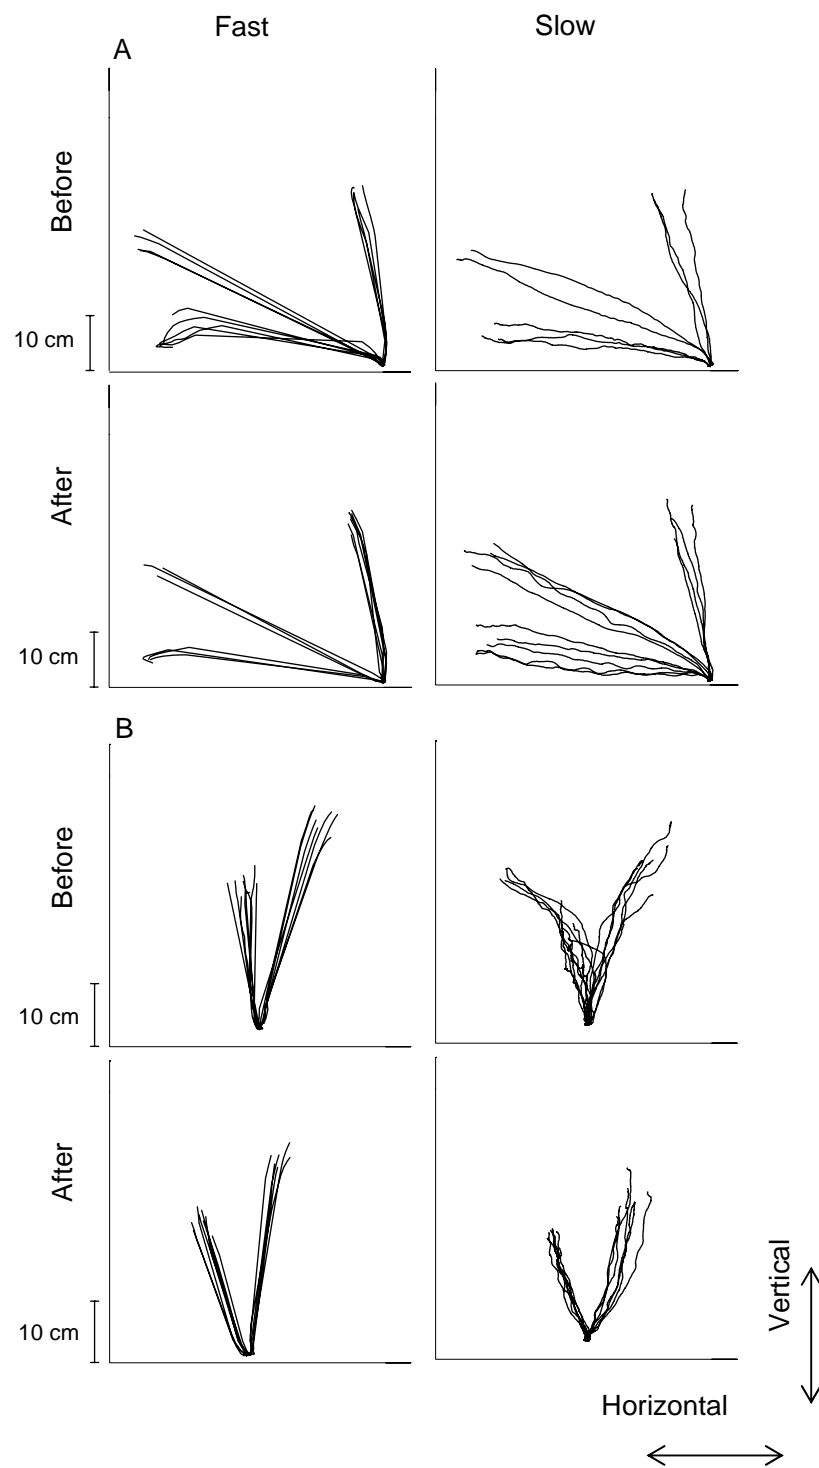 Fast
Slow
A
Before
10 cm
After
10 cm
B
Before
10 cm
After
10 cm
Vertical
Horizontal